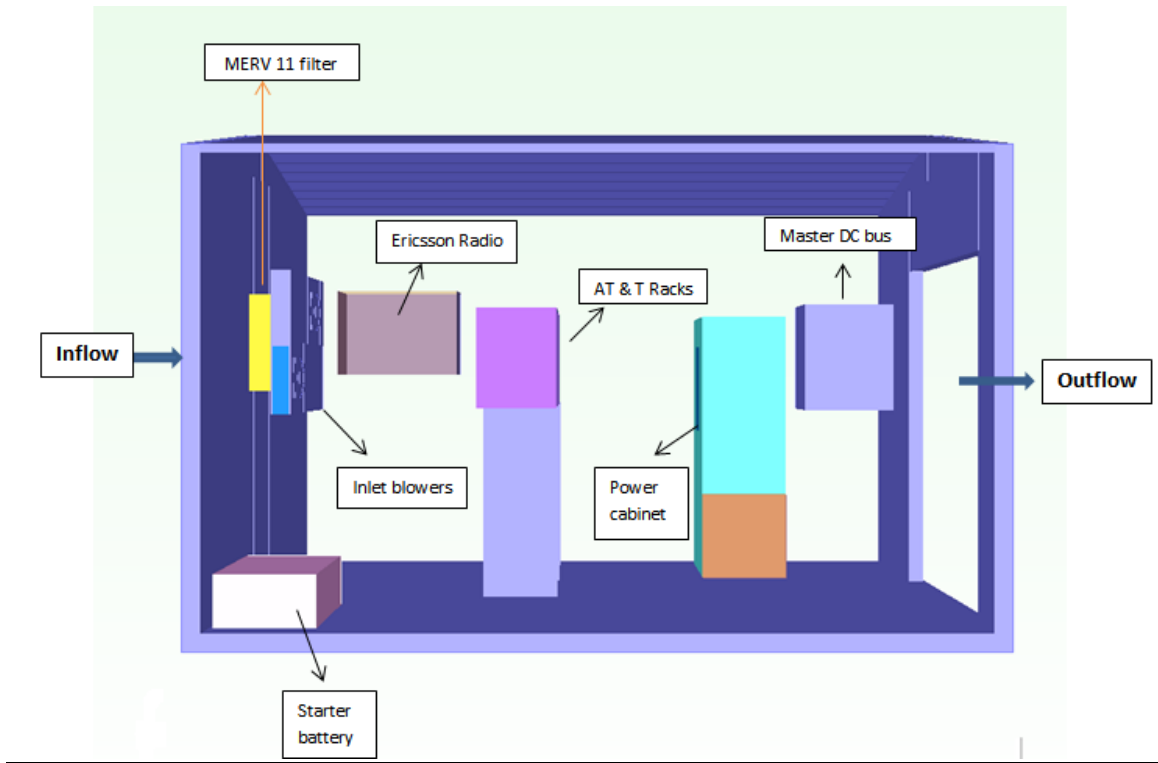 MERV 11 filter
Ericsson Radio
Master DC bus
AT & T Racks
Inflow
Outflow
Inlet blowers
Power
cabinet
Starter
battery